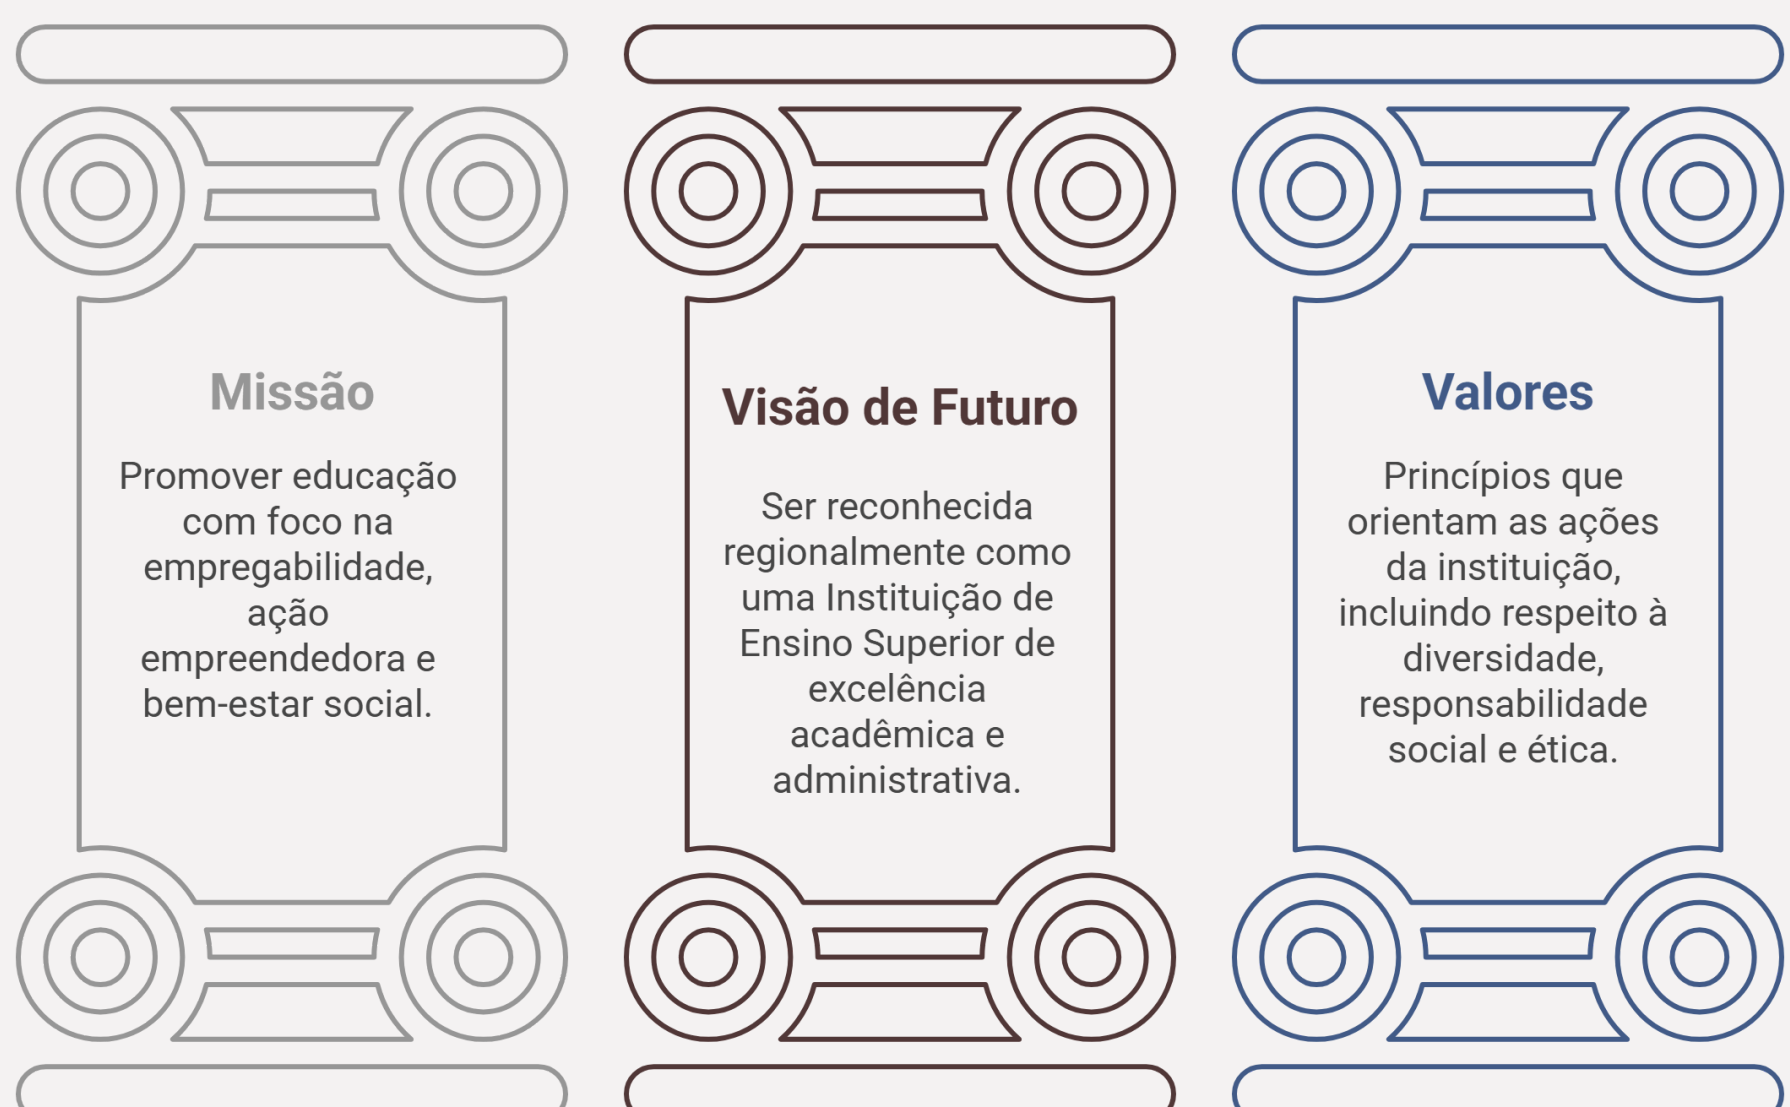 Missão
Promover educação
com foco na
empregabilidade,
ação
empreendedora e
bem-estar social.
Visão de Futuro
Ser reconhecida
regionalmente como
uma Instituição de
Ensino Superior de
excelência
acadêmica e
administrativa.
Valores
Princípios que
orientam as ações
da instituição,
incluindo respeito à
diversidade,
responsabilidade
social e ética.